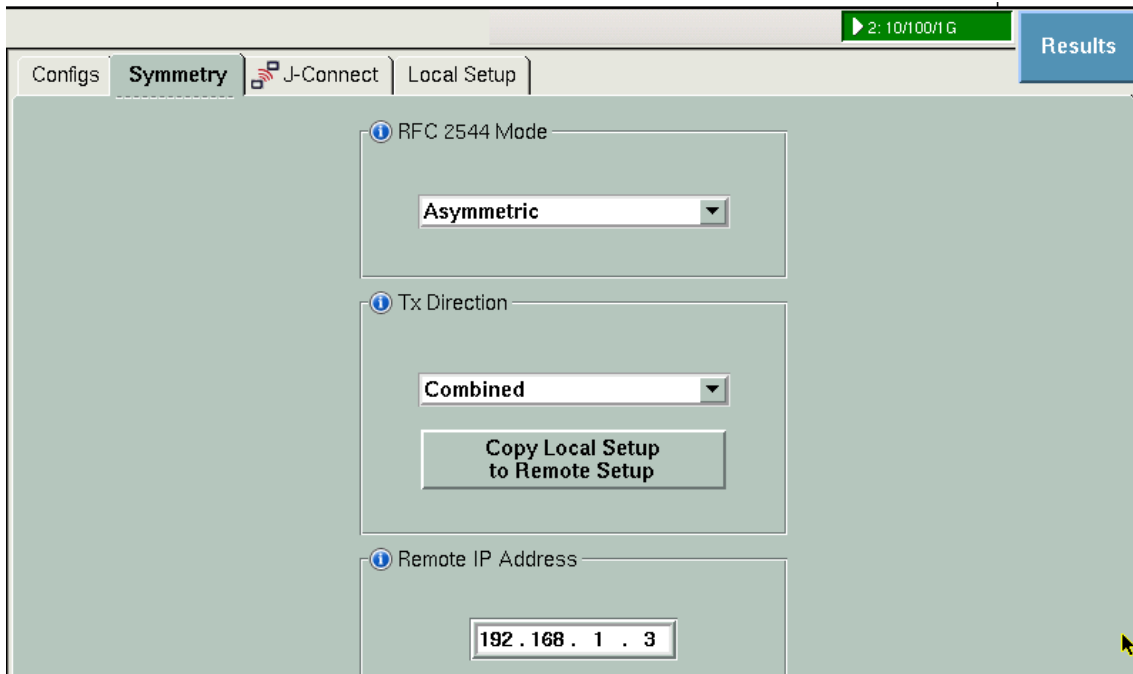 2: 10/100/1G
Results
Configs
Symmetry
J-Connect
Local Setup
RFC 2544 Mode
Asymmetric
Tx Direction
Combined
Copy Local Setup
to Remote Setup
Remote IP Address
192 . 168 . 1 . 3